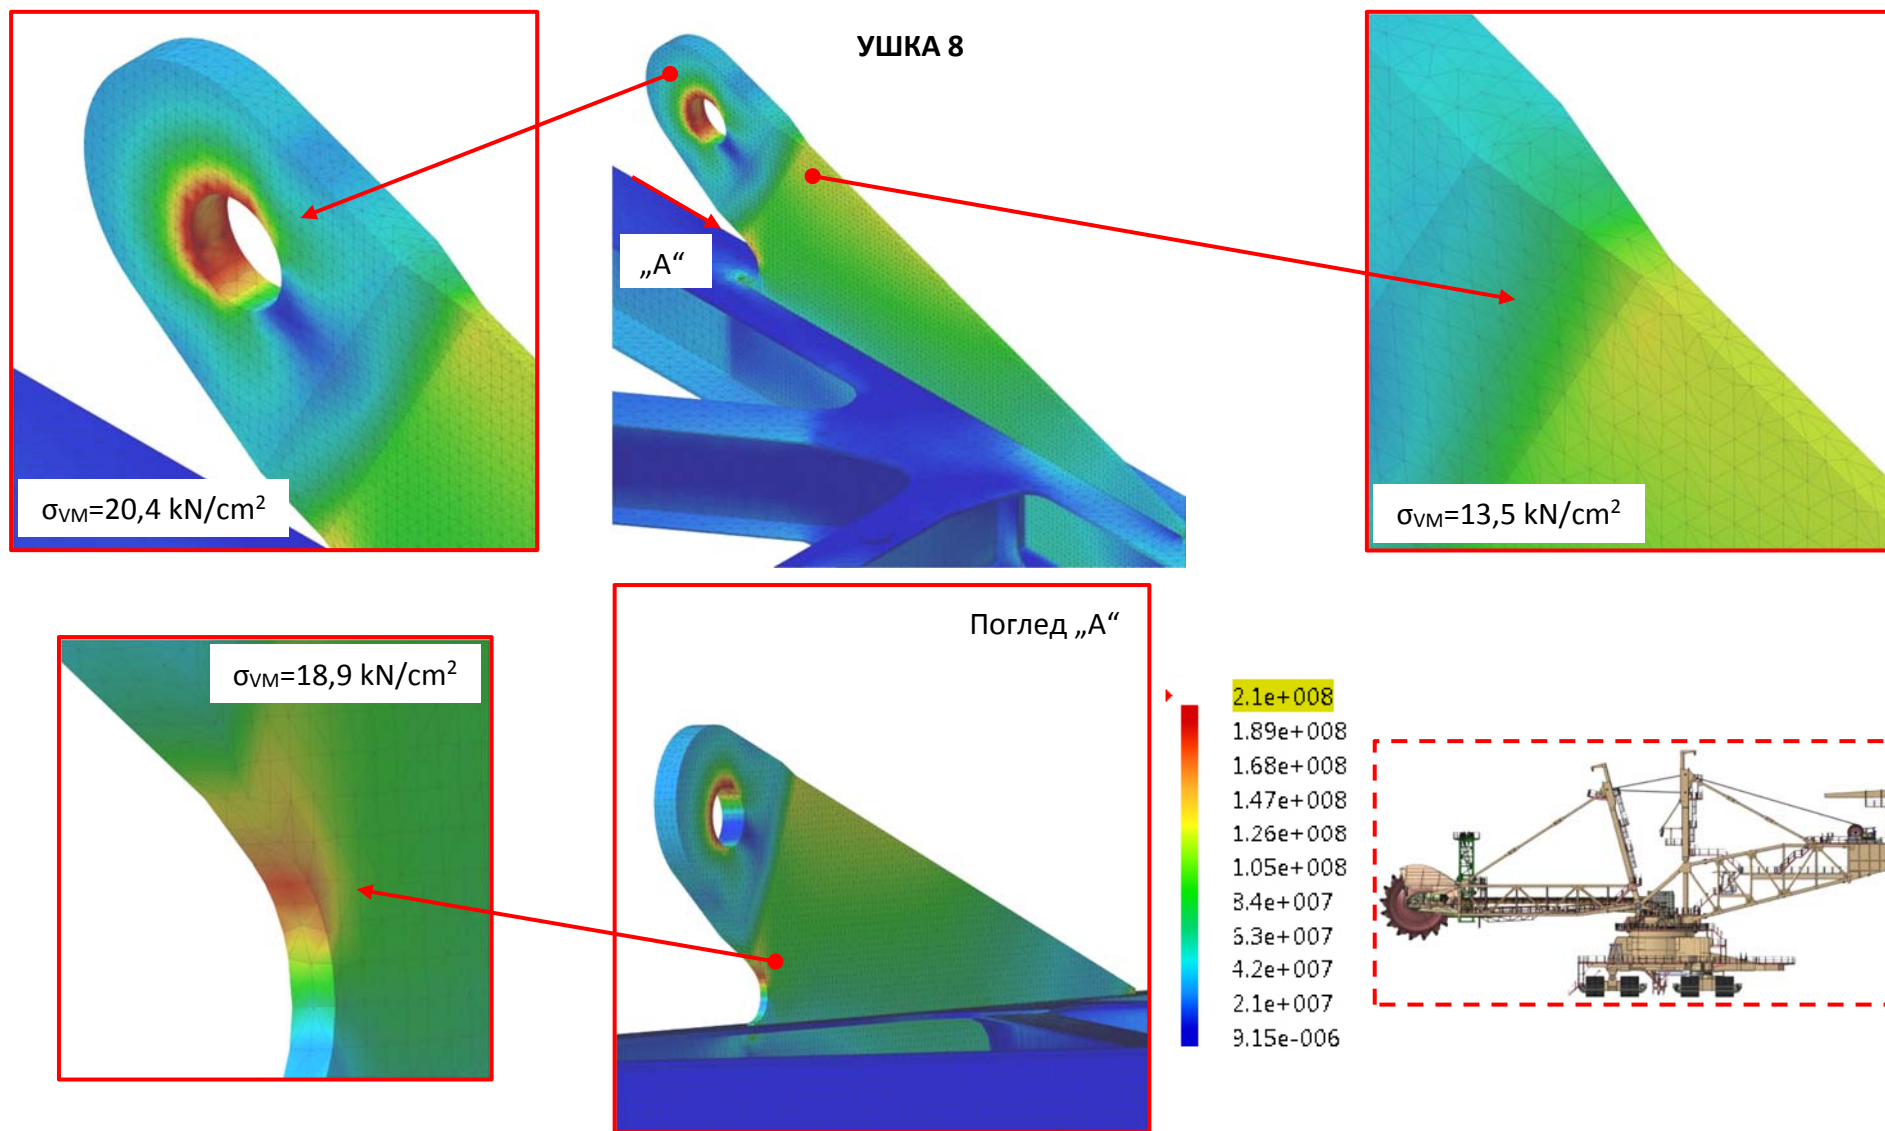 УШКА 8
„А“
σVM=20,4 kN/cm²
σVM=13,5 kN/cm²
Поглед „А“
σVM=18,9 kN/cm²
2.1e+008
1.89e+008
1.68e+008
1.47e+008
1.26e+008
1.05e+008
8.4e+007
6.3e+007
4.2e+007
2.1e+007
9.15e-006